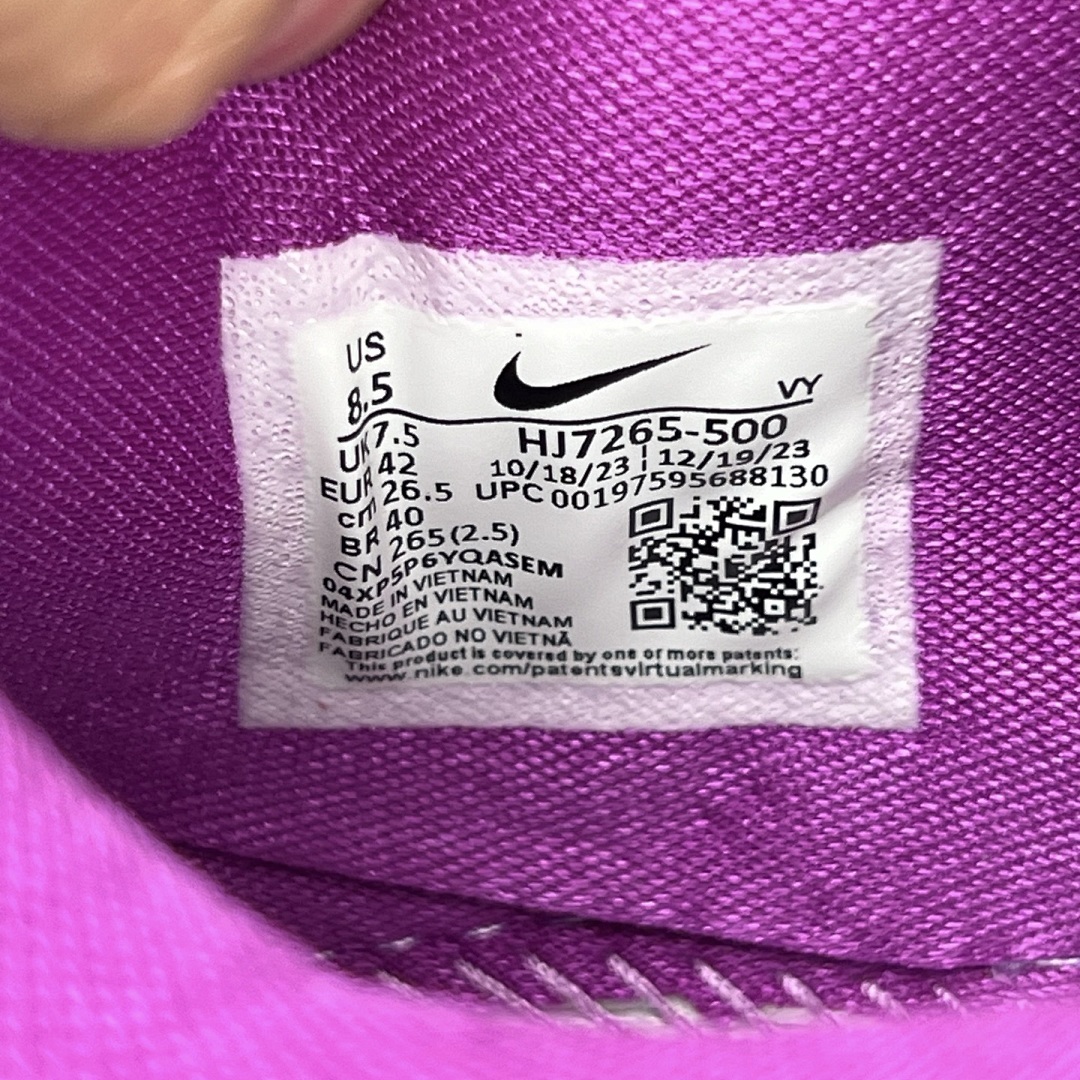 US
8.5
VY
UK 7.5
HJ7265-500
EUR 42
10/18/23 | 12/19/23
cm 26.5
UPC 00197595688130
BR 40
CN 265 (2.5)
04XP5P6YQASEM
MADE IN VIETNAM
HECHO EN VIETNAM
FABRIQUE AU VIETNAM
FABRICADO NO VIETNÃ
This product is covered by one or more patents:
www.nike.com/patentsvirtualmarking